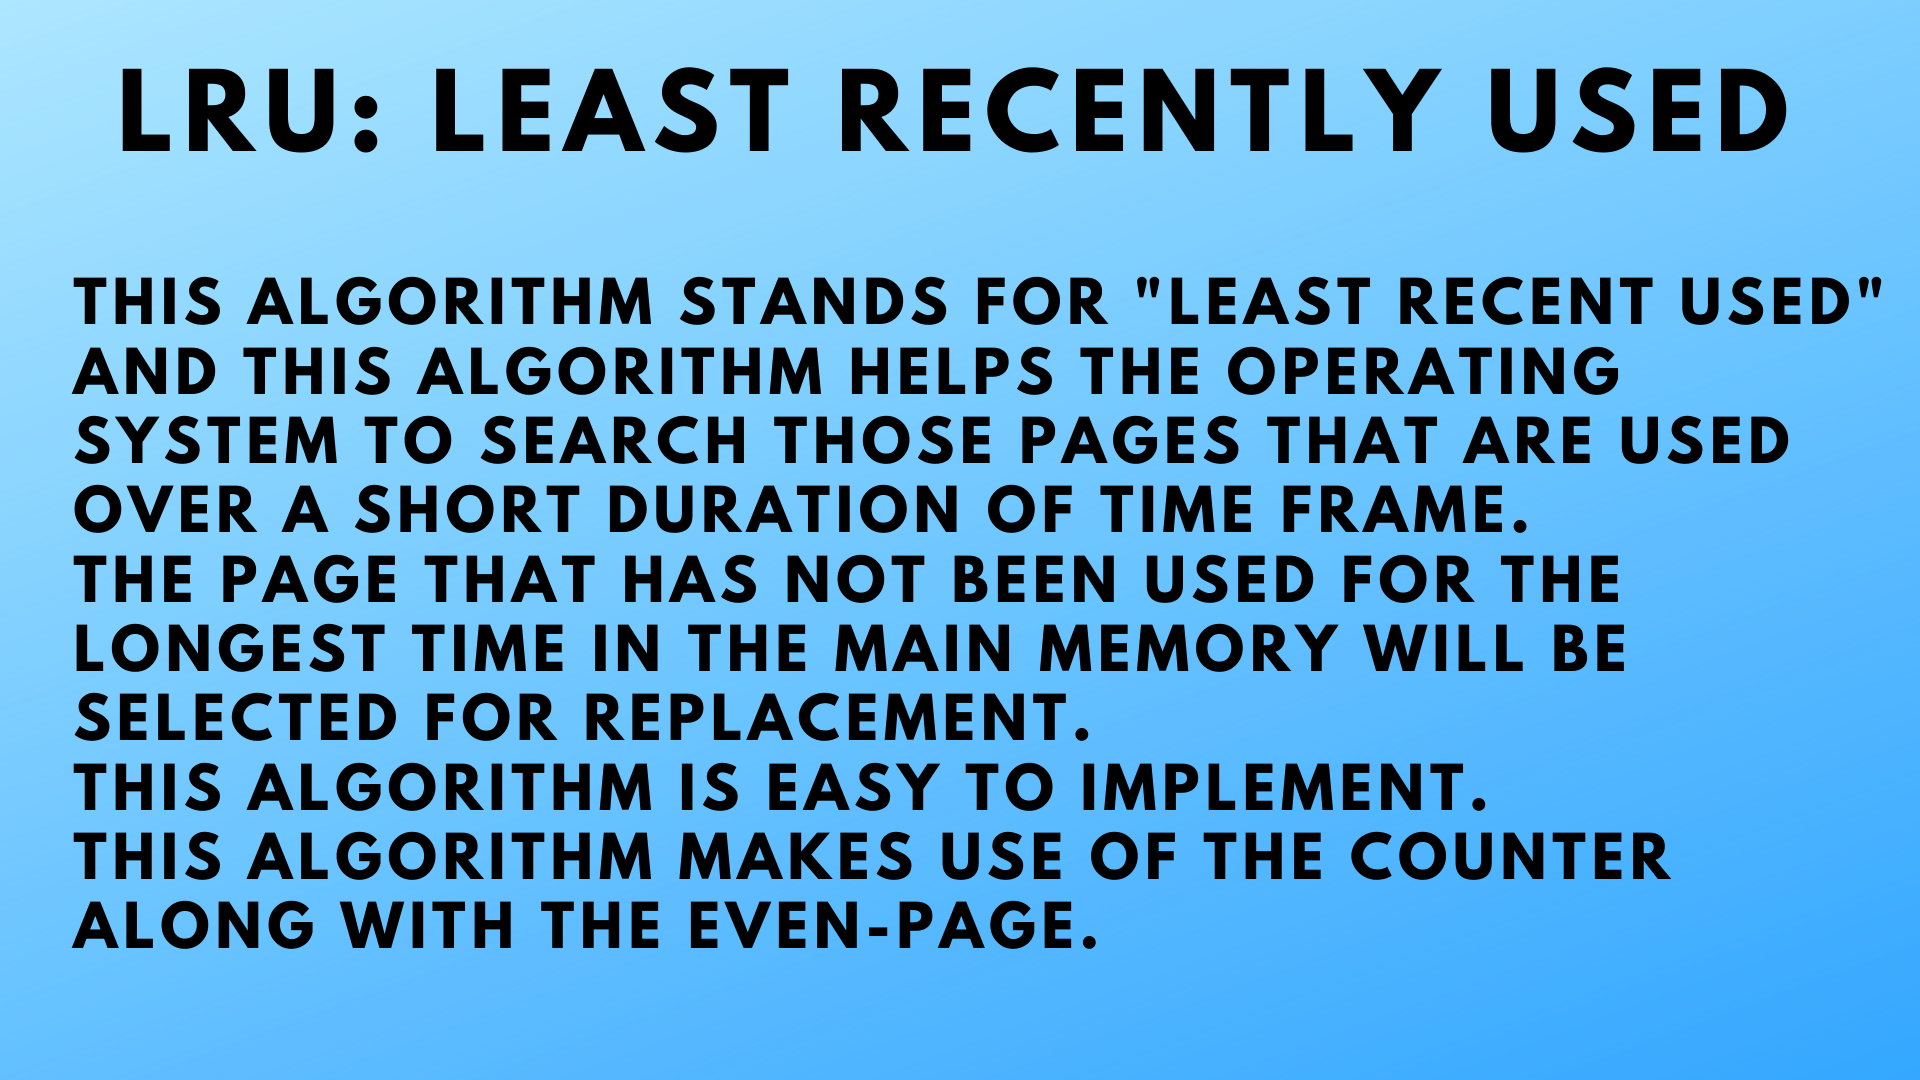 LRU: LEAST RECENTLY USED
THIS ALGORITHM STANDS FOR "LEAST RECENT USED"
AND THIS ALGORITHM HELPS THE OPERATING
SYSTEM TO SEARCH THOSE PAGES THAT ARE USED
OVER A SHORT DURATION OF TIME FRAME.
THE PAGE THAT HAS NOT BEEN USED FOR THE
LONGEST TIME IN THE MAIN MEMORY WILL BE
SELECTED FOR REPLACEMENT.
THIS ALGORITHM IS EASY TO IMPLEMENT.
THIS ALGORITHM MAKES USE OF THE COUNTER
ALONG WITH THE EVEN-PAGE.